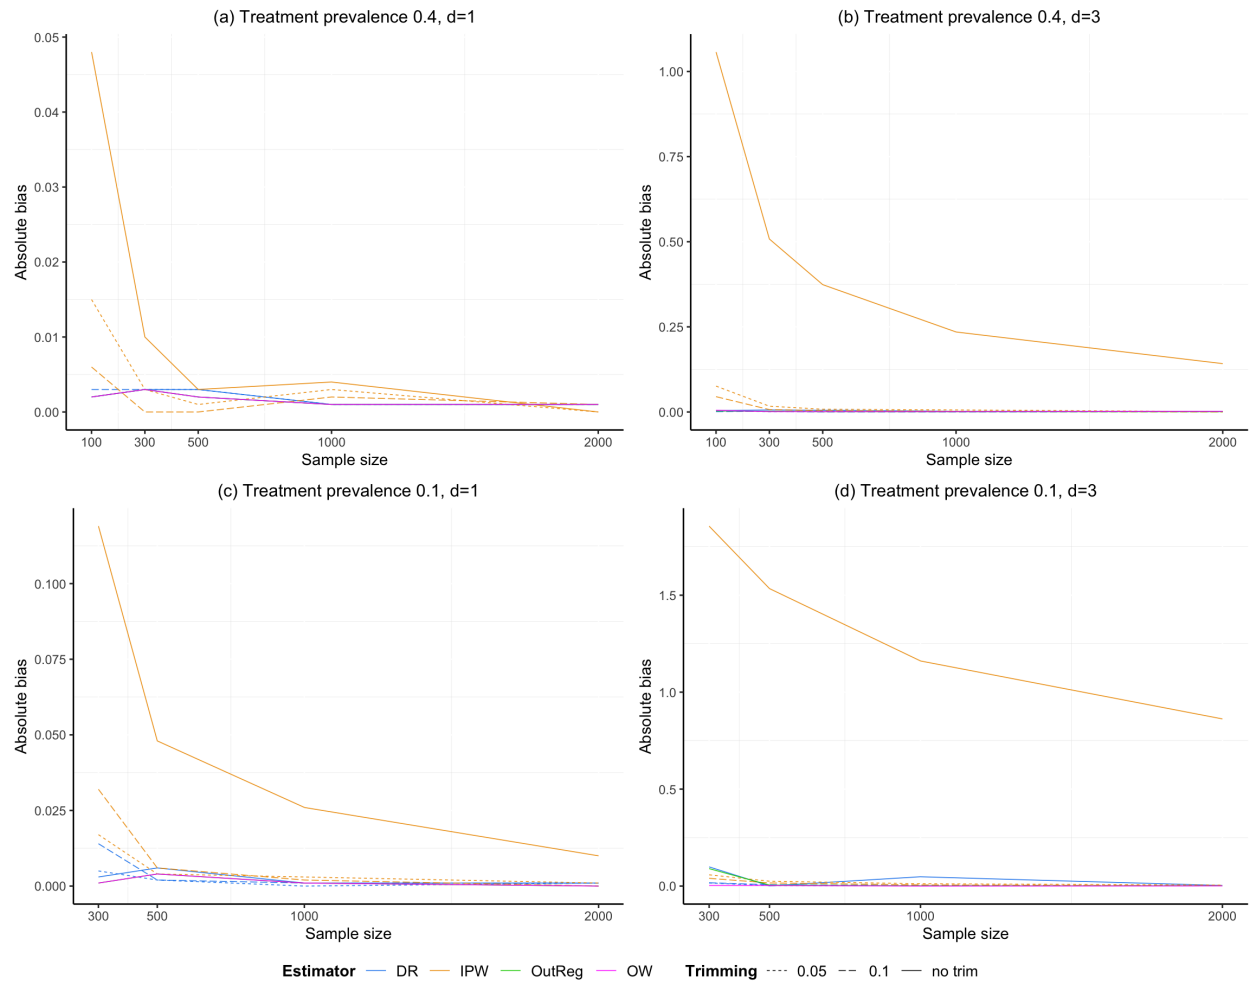 (a) Treatment prevalence 0.4, d=1
Absolute bias
0.05
0.04
0.03
0.02
0.01
0.00
100 300 500 1000 2000
Sample size
(b) Treatment prevalence 0.4, d=3
Absolute bias
1.00
0.75
0.50
0.25
0.00
100 300 500 1000 2000
Sample size
(c) Treatment prevalence 0.1, d=1
Absolute bias
0.100
0.075
0.050
0.025
0.000
300 500 1000 2000
Sample size
(d) Treatment prevalence 0.1, d=3
Absolute bias
1.5
1.0
0.5
0.0
300 500 1000 2000
Sample size
Estimator DR IPW OutReg OW Trimming 0.05 0.1 no trim